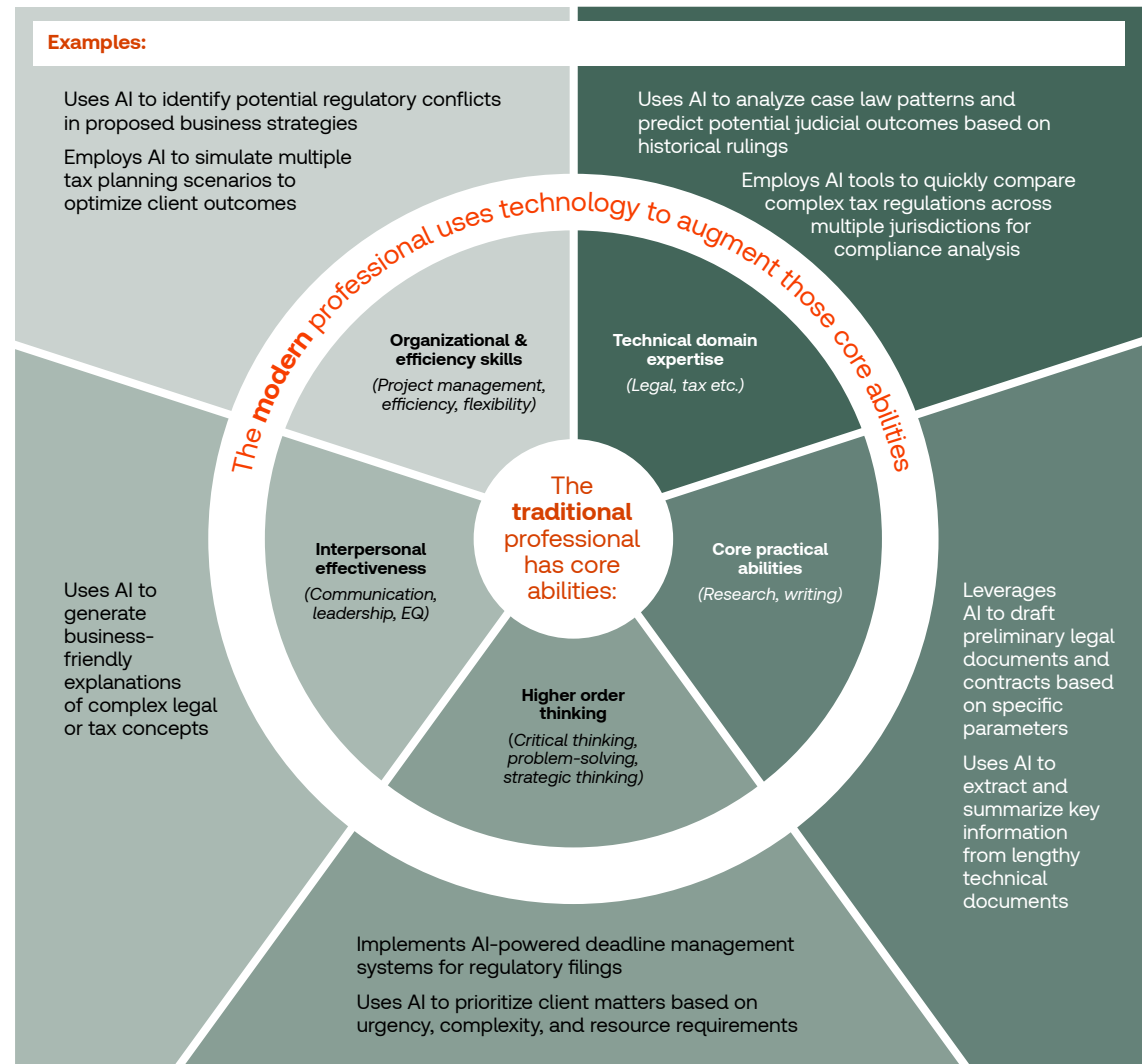 Examples:
Uses AI to identify potential regulatory conflicts
in proposed business strategies
Employs AI to simulate multiple
tax planning scenarios to
optimize client outcomes
Uses AI to analyze case law patterns and
predict potential judicial outcomes based on
historical rulings
Employs AI tools to quickly compare
complex tax regulations across
multiple jurisdictions for
compliance analysis
The modern professional uses technology to augment those core abilities
Organizational &
efficiency skills
(Project management,
efficiency, flexibility)
Technical domain
expertise
(Legal, tax etc.)
The
traditional
professional
has core
abilities:
Interpersonal
effectiveness
(Communication,
leadership, EQ)
Core practical
abilities
(Research, writing)
Higher order
thinking
(Critical thinking,
problem-solving,
strategic thinking)
Uses AI to
generate
business-
friendly
explanations
of complex legal
or tax concepts
Leverages
AI to draft
preliminary legal
documents and
contracts based
on specific
parameters
Uses AI to
extract and
summarize key
information
from lengthy
technical
documents
Implements AI-powered deadline management
systems for regulatory filings
Uses AI to prioritize client matters based on
urgency, complexity, and resource requirements